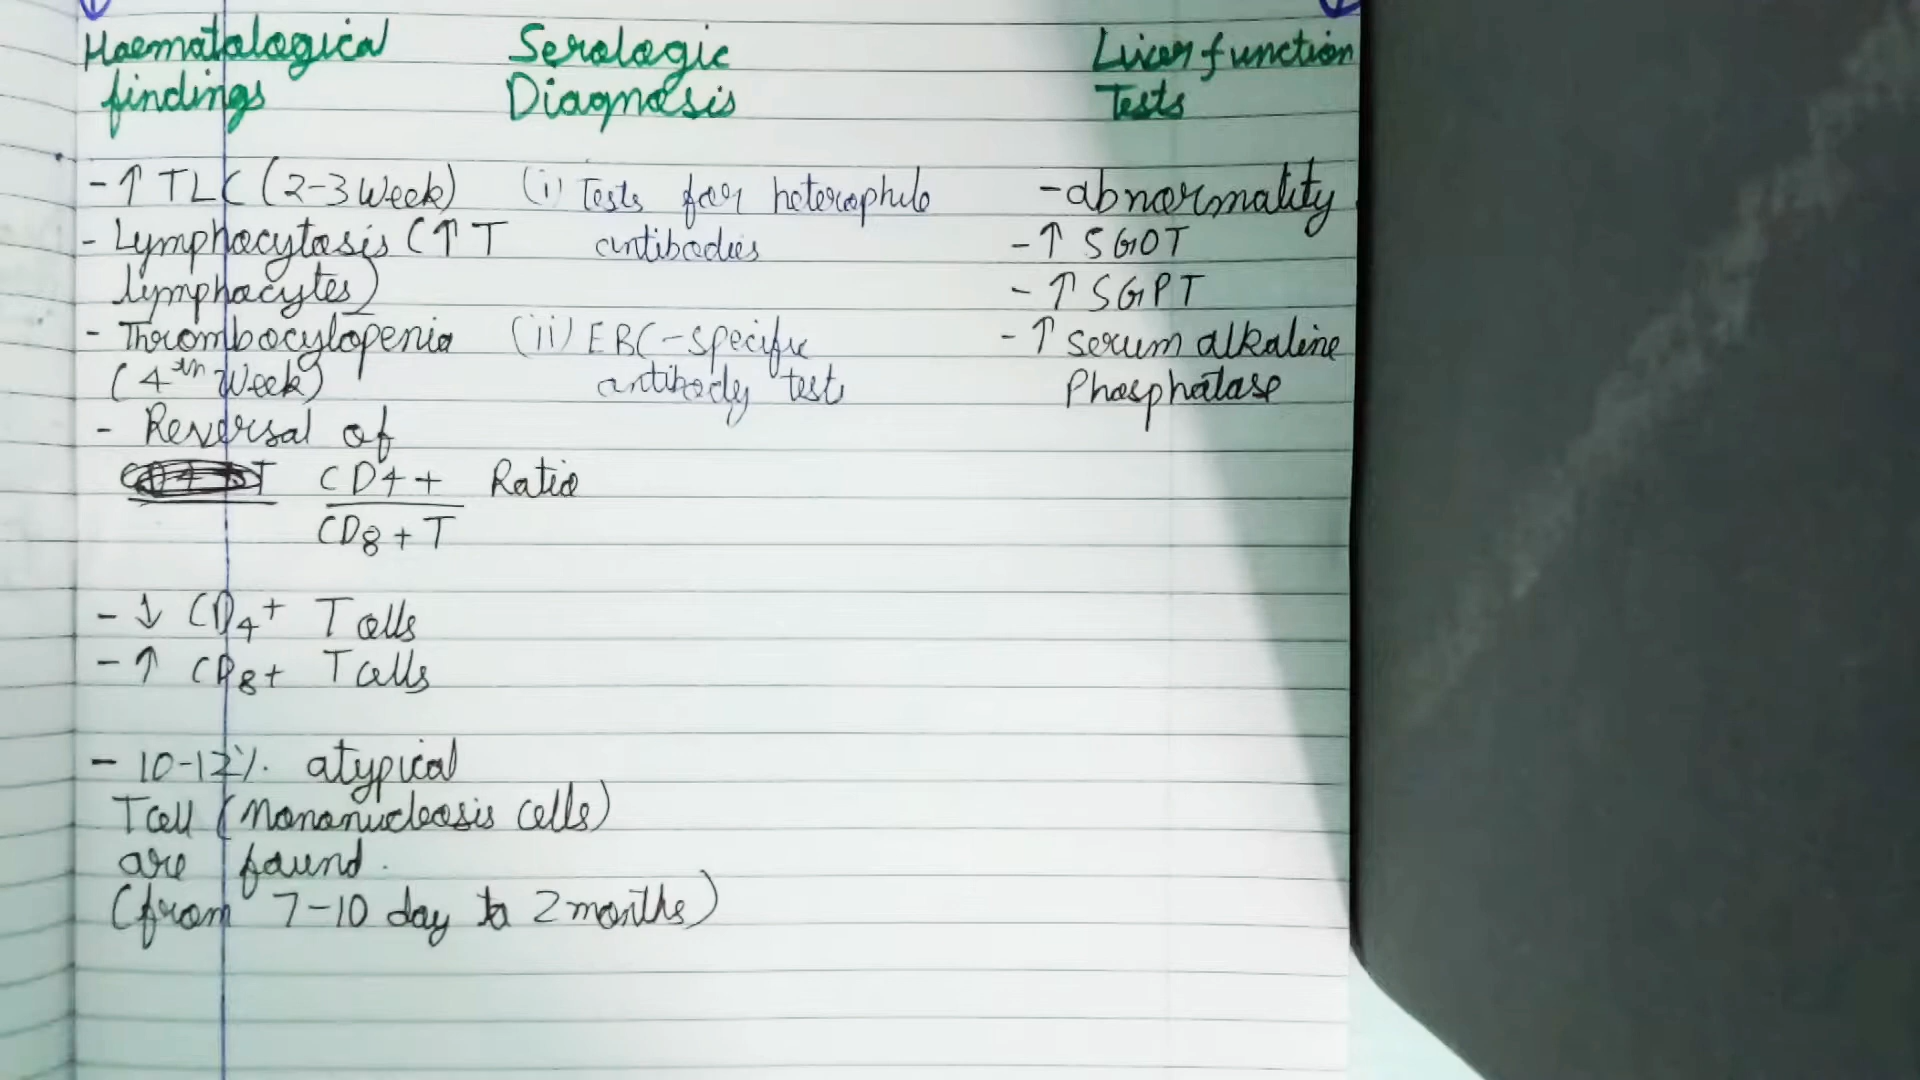 Haematological
findings
- ↑ TLC (2-3 Week)
- Lymphocytosis (↑ T
lymphocytes)
- Thrombocytopenia
(4th Week)
- Reversal of
CD4+ Ratio
CD8+ T
- ↓ CD4+ T cells
- ↑ CD8+ T cells
- 10-12% atypical
T cell (Mononucleosis cells)
are found.
(from 7-10 day to 2 months)
Serologic
Diagnosis
(i) Tests for heterophile
antibodies
(ii) EBC-specific
antibody test
Liver function
Tests
- abnormality
- ↑ SGOT
- ↑ SGPT
- ↑ serum alkaline
Phosphatase